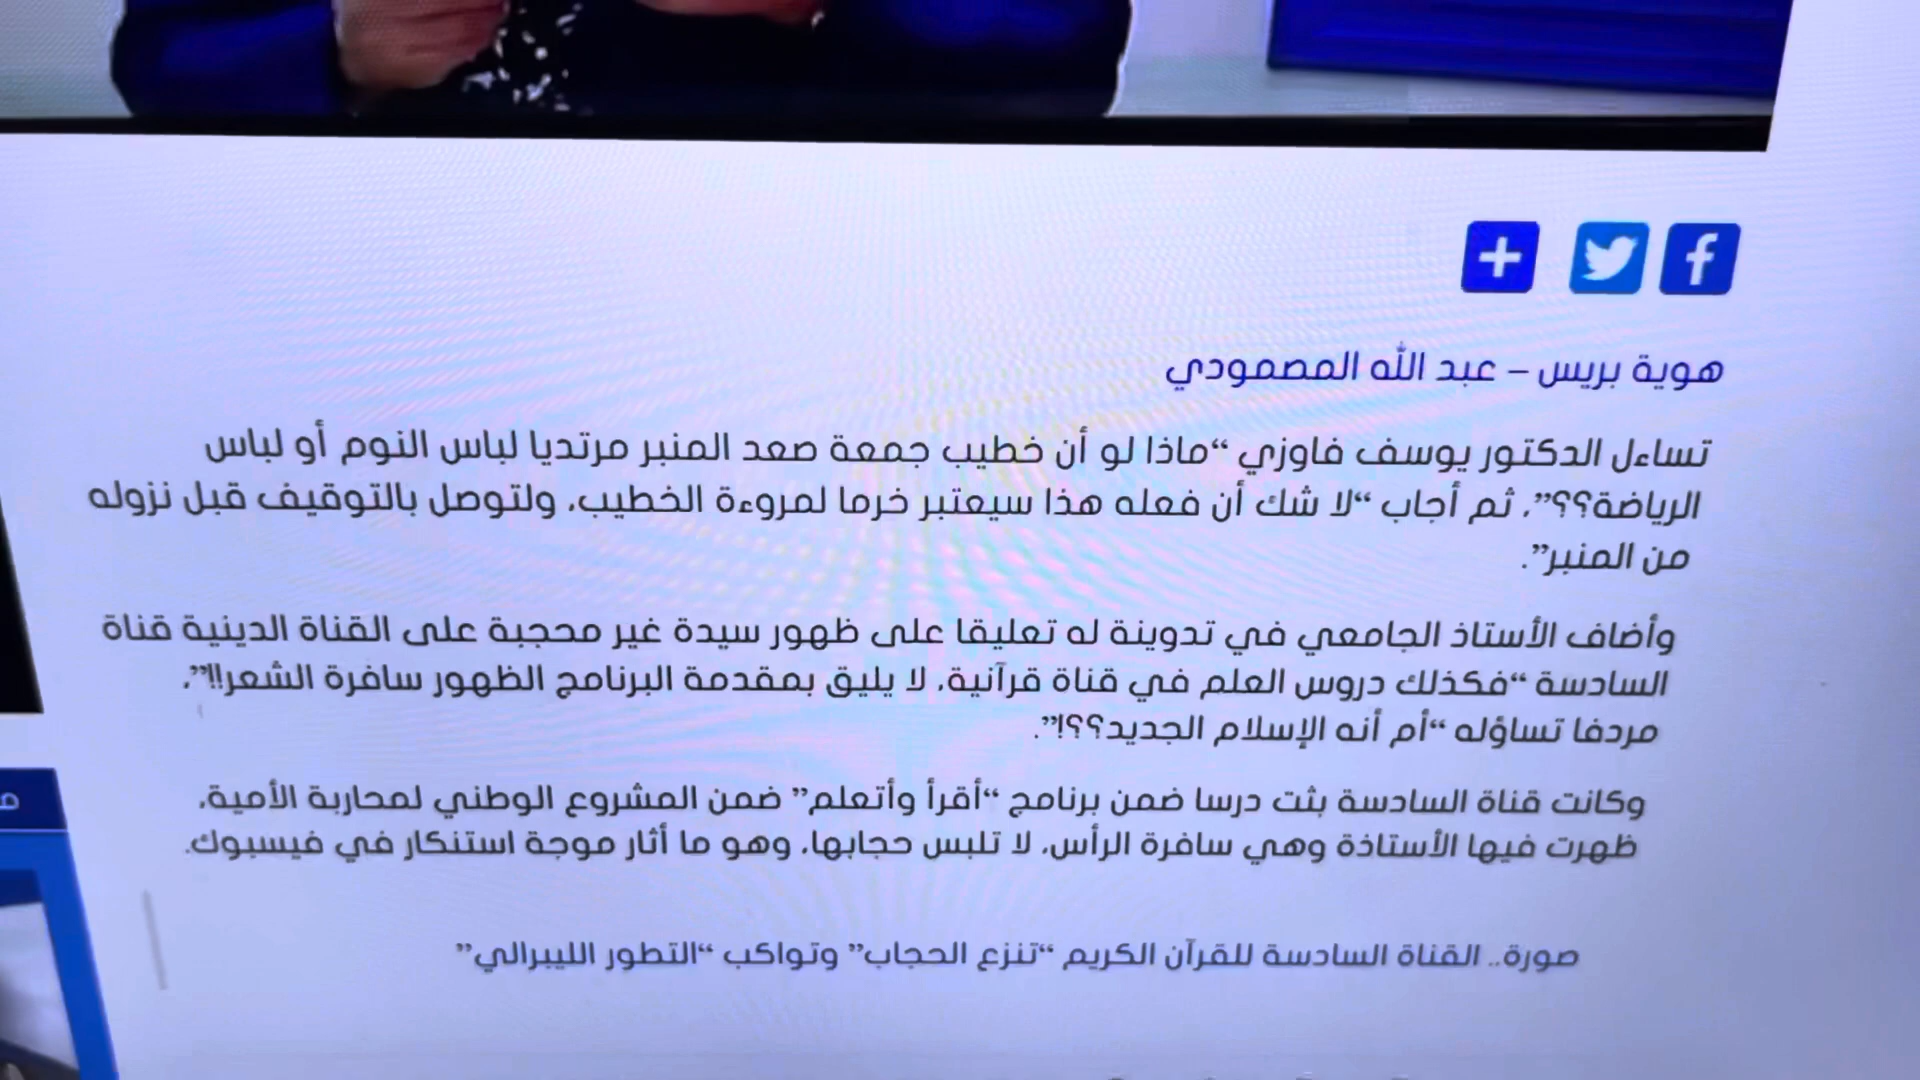 هوية بريس – عبد الله المصمودي
تساءل الدكتور يوسف فاوزي “ماذا لو أن خطيب جمعة صعد المنبر مرتديا لباس النوم أو لباس
الرياضة؟؟”، ثم أجاب “لا شك أن فعله هذا سيعتبر خرما لمروءة الخطيب، ولتوصل بالتوقيف قبل نزوله
من المنبر”.
وأضاف الأستاذ الجامعي في تدوينة له تعليقا على ظهور سيدة غير محجبة على القناة الدينية قناة
السادسة “فكذلك دروس العلم في قناة قرآنية، لا يليق بمقدمة البرنامج الظهور سافرة الشعر!!”،
مردفا تساؤله “أم أنه الإسلام الجديد؟؟!”.
وكانت قناة السادسة بثت درسا ضمن برنامج “أقرأ وأتعلم” ضمن المشروع الوطني لمحاربة الأمية،
ظهرت فيها الأستاذة وهي سافرة الرأس، لا تلبس حجابها، وهو ما أثار موجة استنكار في فيسبوك.
صورة.. القناة السادسة للقرآن الكريم “تنزع الحجاب” وتواكب “التطور الليبرالي”